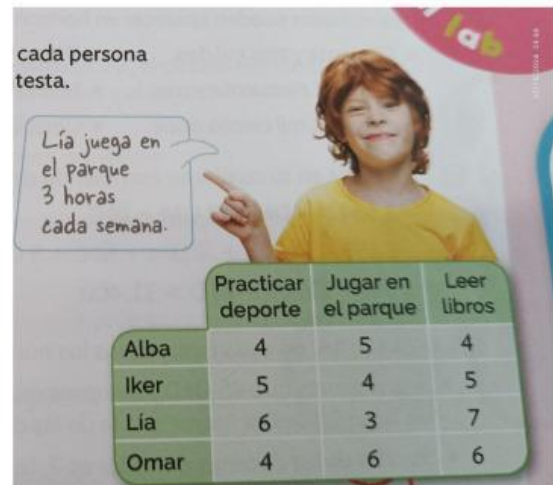 cada persona
testa.
Lía juega en
el parque
3 horas
cada semana.
Practicar Jugar en Leer
deporte el parque libros
Alba 4 5 4
Iker 5 4 5
Lía 6 3 7
Omar 4 6 6